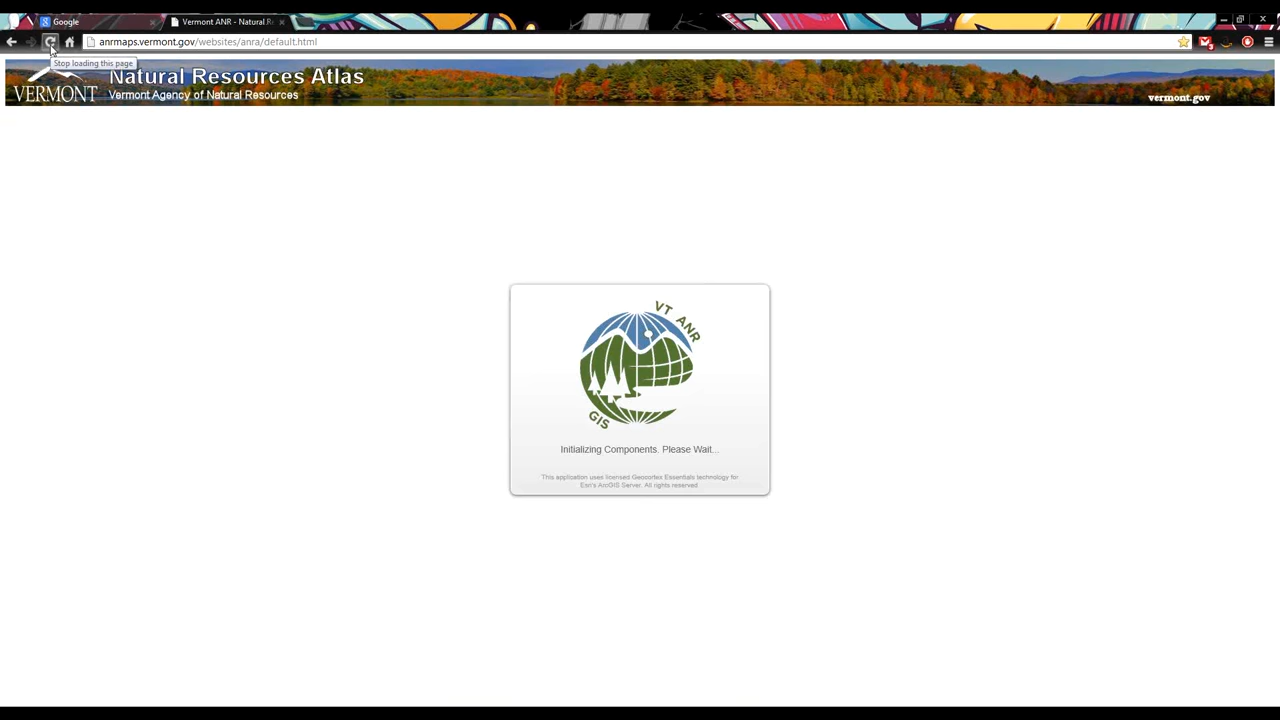 Google
Vermont ANR - Natural Re
anrmaps.vermont.gov/websites/anra/default.html
3
Stop loading this page
Natural Resources Atlas
VERMONT
Vermont Agency of Natural Resources
vermont.gov
VT ANR
GIS
Initializing Components. Please Wait...
This application uses licensed Geocortex Essentials technology for
Esri's ArcGIS Server. All rights reserved